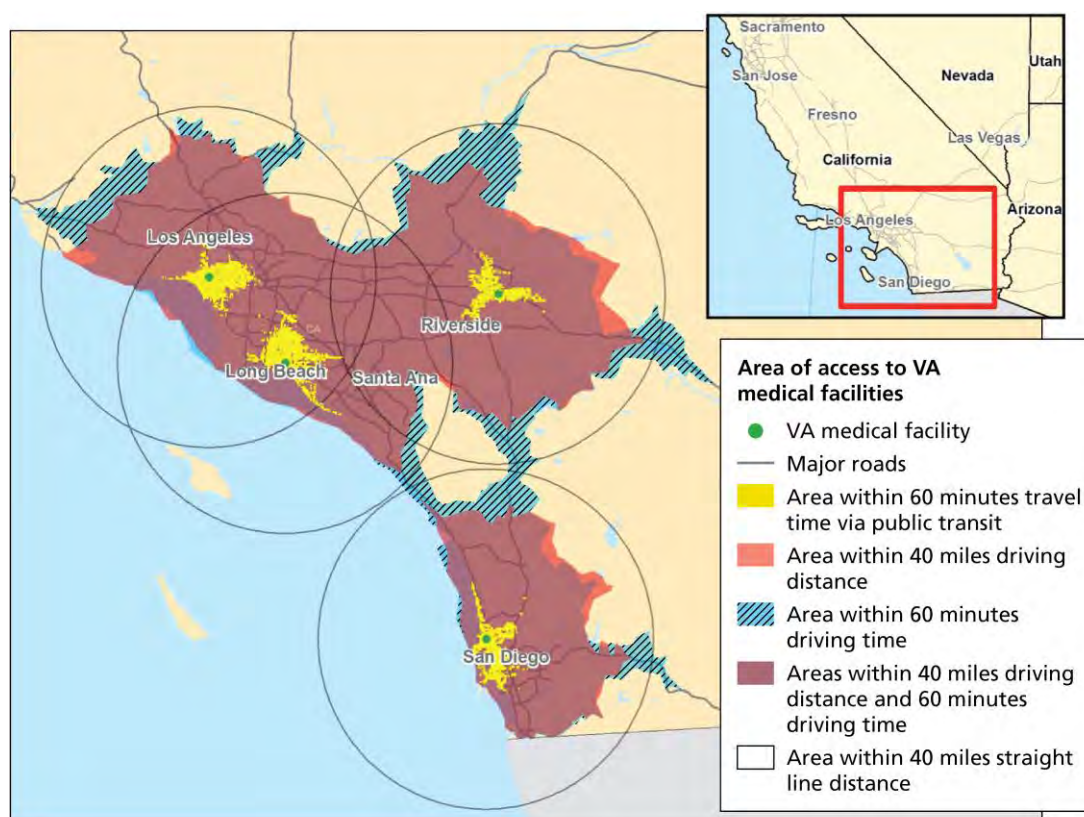 Sacramento
Utah
San Jose
Nevada
Fresno
Las Vegas
California
Arizona
Los Angeles
San Diego
Los Angeles
Riverside
CA
Long Beach
Santa Ana
San Diego
Area of access to VA
medical facilities
VA medical facility
Major roads
Area within 60 minutes travel
time via public transit
Area within 40 miles driving
distance
Area within 60 minutes
driving time
Areas within 40 miles driving
distance and 60 minutes
driving time
Area within 40 miles straight
line distance